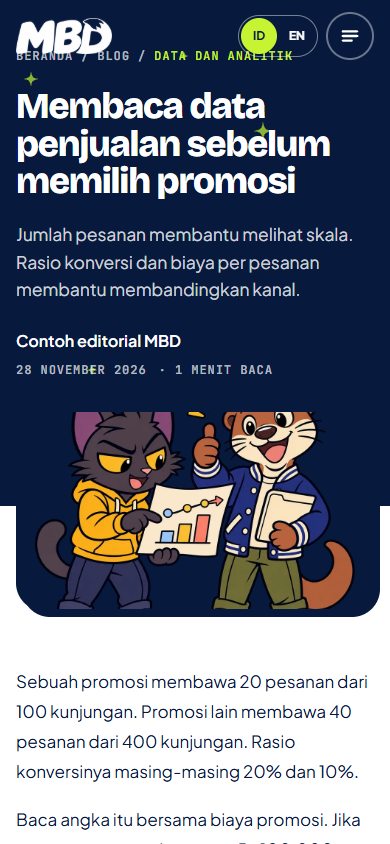 MBD
ID EN
BERANDA / BLOG / DATA DAN ANALITIK
Membaca data
penjualan sebelum
memilih promosi
Jumlah pesanan membantu melihat skala.
Rasio konversi dan biaya per pesanan
membantu membandingkan kanal.
Contoh editorial MBD
28 NOVEMBER 2026 · 1 MENIT BACA
Sebuah promosi membawa 20 pesanan dari
100 kunjungan. Promosi lain membawa 40
pesanan dari 400 kunjungan. Rasio
konversinya masing-masing 20% dan 10%.
Baca angka itu bersama biaya promosi. Jika